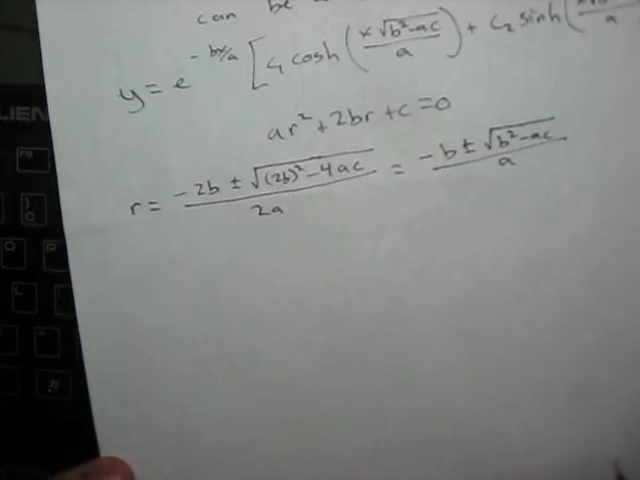 can be
y = e^{-bx/a} [ c₁ cosh ( x√(b²-ac) / a ) + c₂ sinh (
ar² + 2br + c = 0
r = (-2b ± √((2b)² - 4ac)) / 2a = (-b ± √(b² - ac)) / a
LIEN